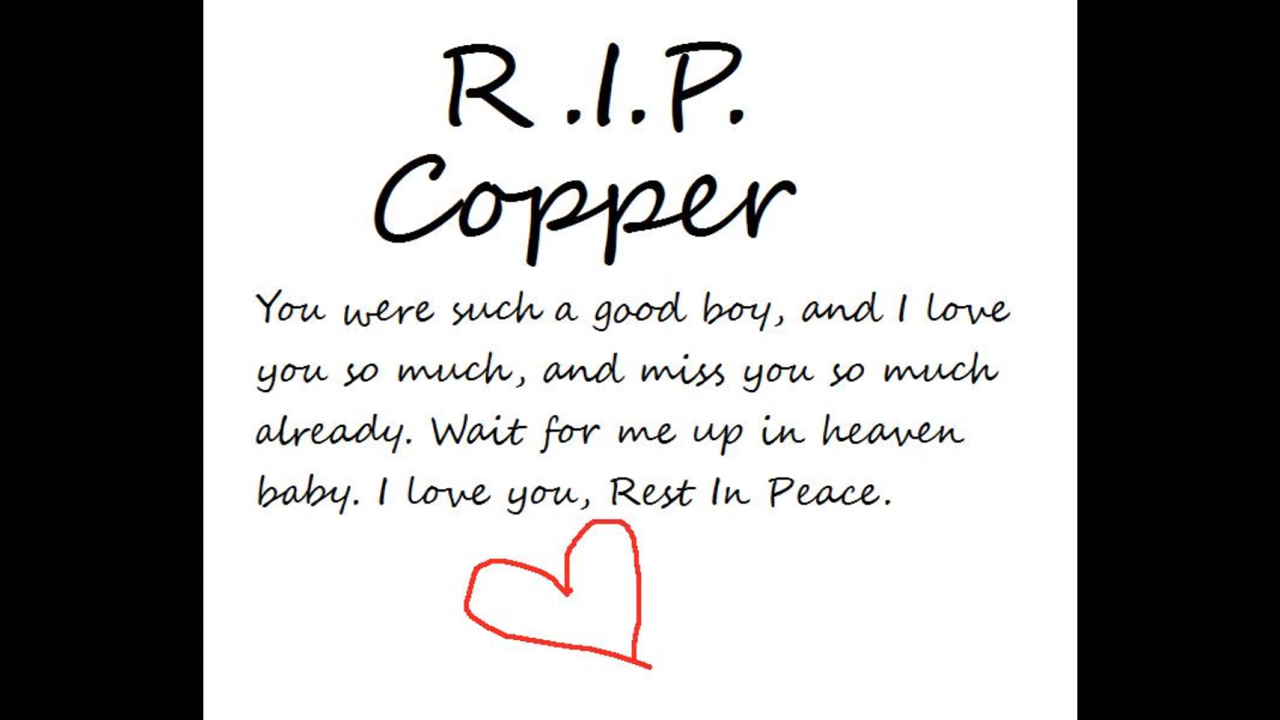 R .I.P.
Copper
You were such a good boy, and I love
you so much, and miss you so much
already. Wait for me up in heaven
baby. I love you, Rest In Peace.